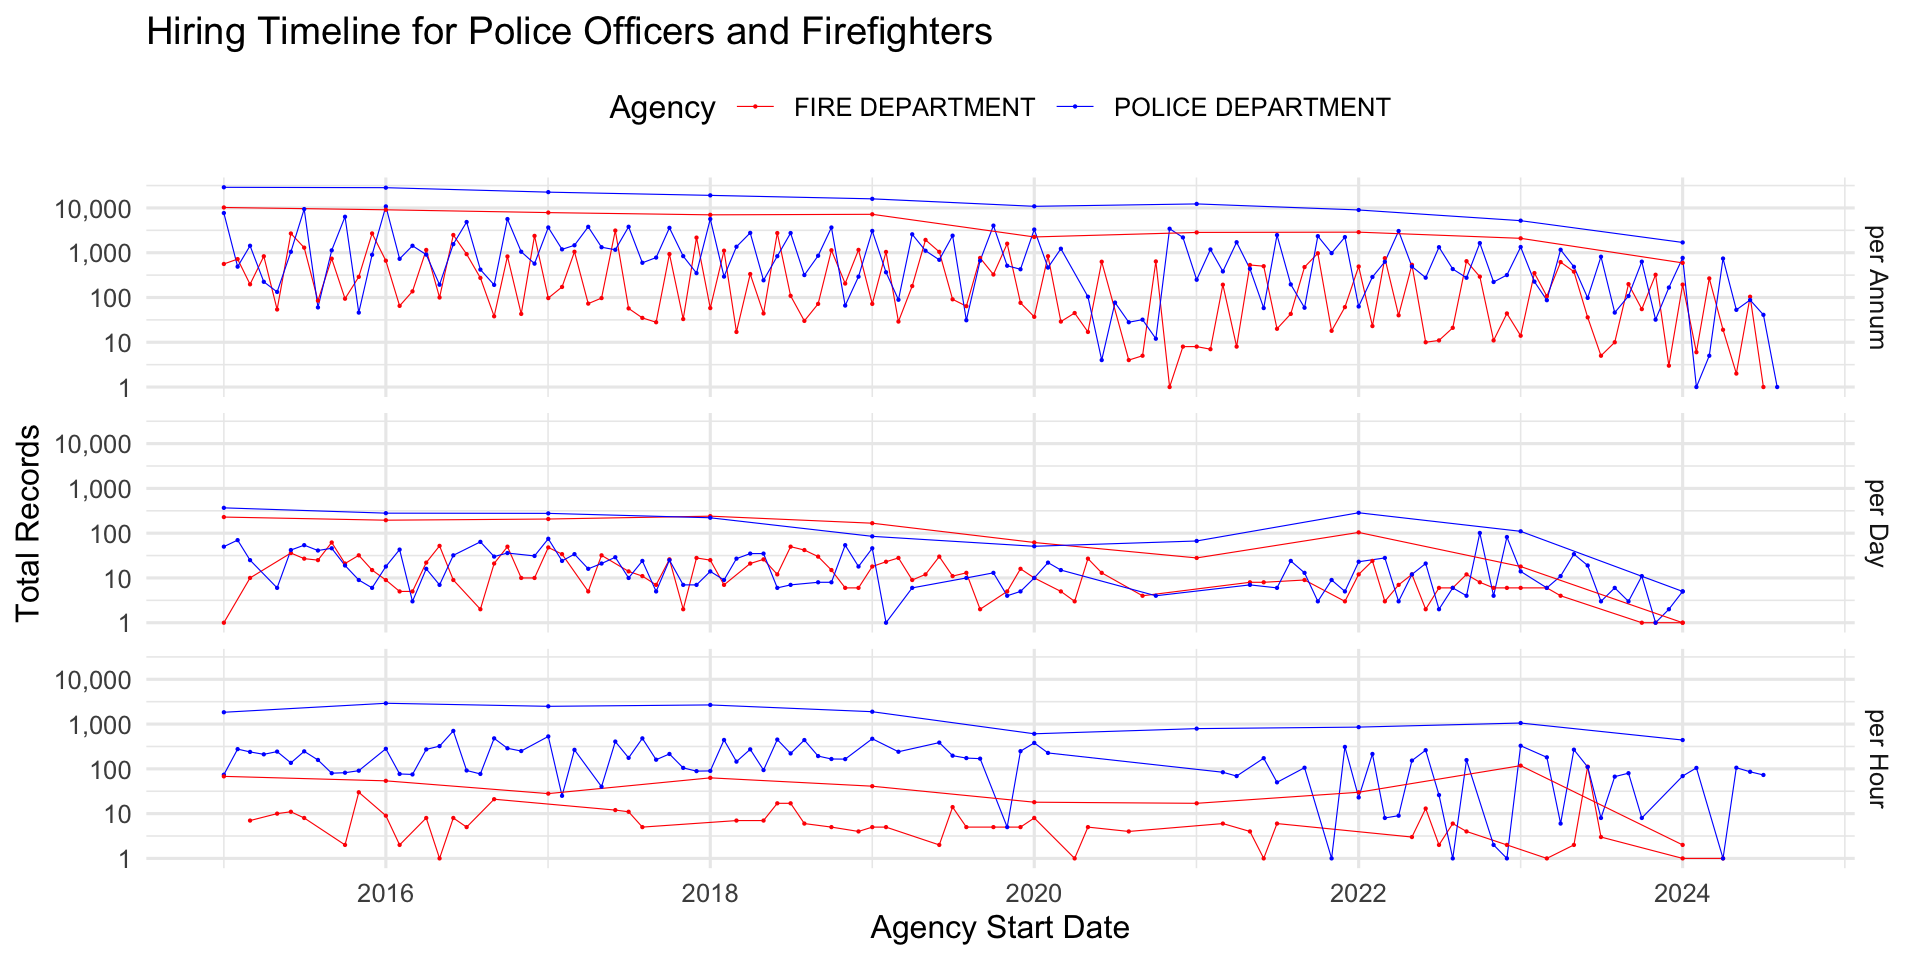 Hiring Timeline for Police Officers and Firefighters
Agency FIRE DEPARTMENT POLICE DEPARTMENT
10,000
1,000
100
10
1
per Annum
10,000
1,000
100
10
1
per Day
10,000
1,000
100
10
1
per Hour
Total Records
2016 2018 2020 2022 2024
Agency Start Date